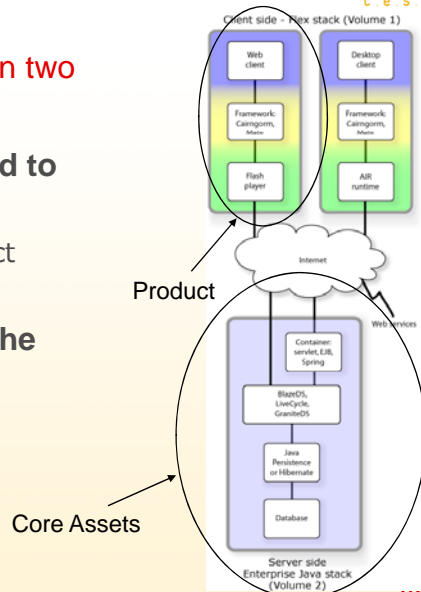 c.e.s.
Client side - Flex stack (Volume 1)
n two
Web
client
Desktop
client
Framework:
Cairngorm,
Mate
Framework:
Cairngorm,
Mate
d to
Flash
player
AIR
runtime
ct
Internet
Product
Web services
he
Container:
servlet, EJB,
Spring
BlazeDS,
LiveCycle,
GraniteDS
Java
Persistence
or Hibernate
Core Assets
Database
Server side
Enterprise Java stack
(Volume 2)